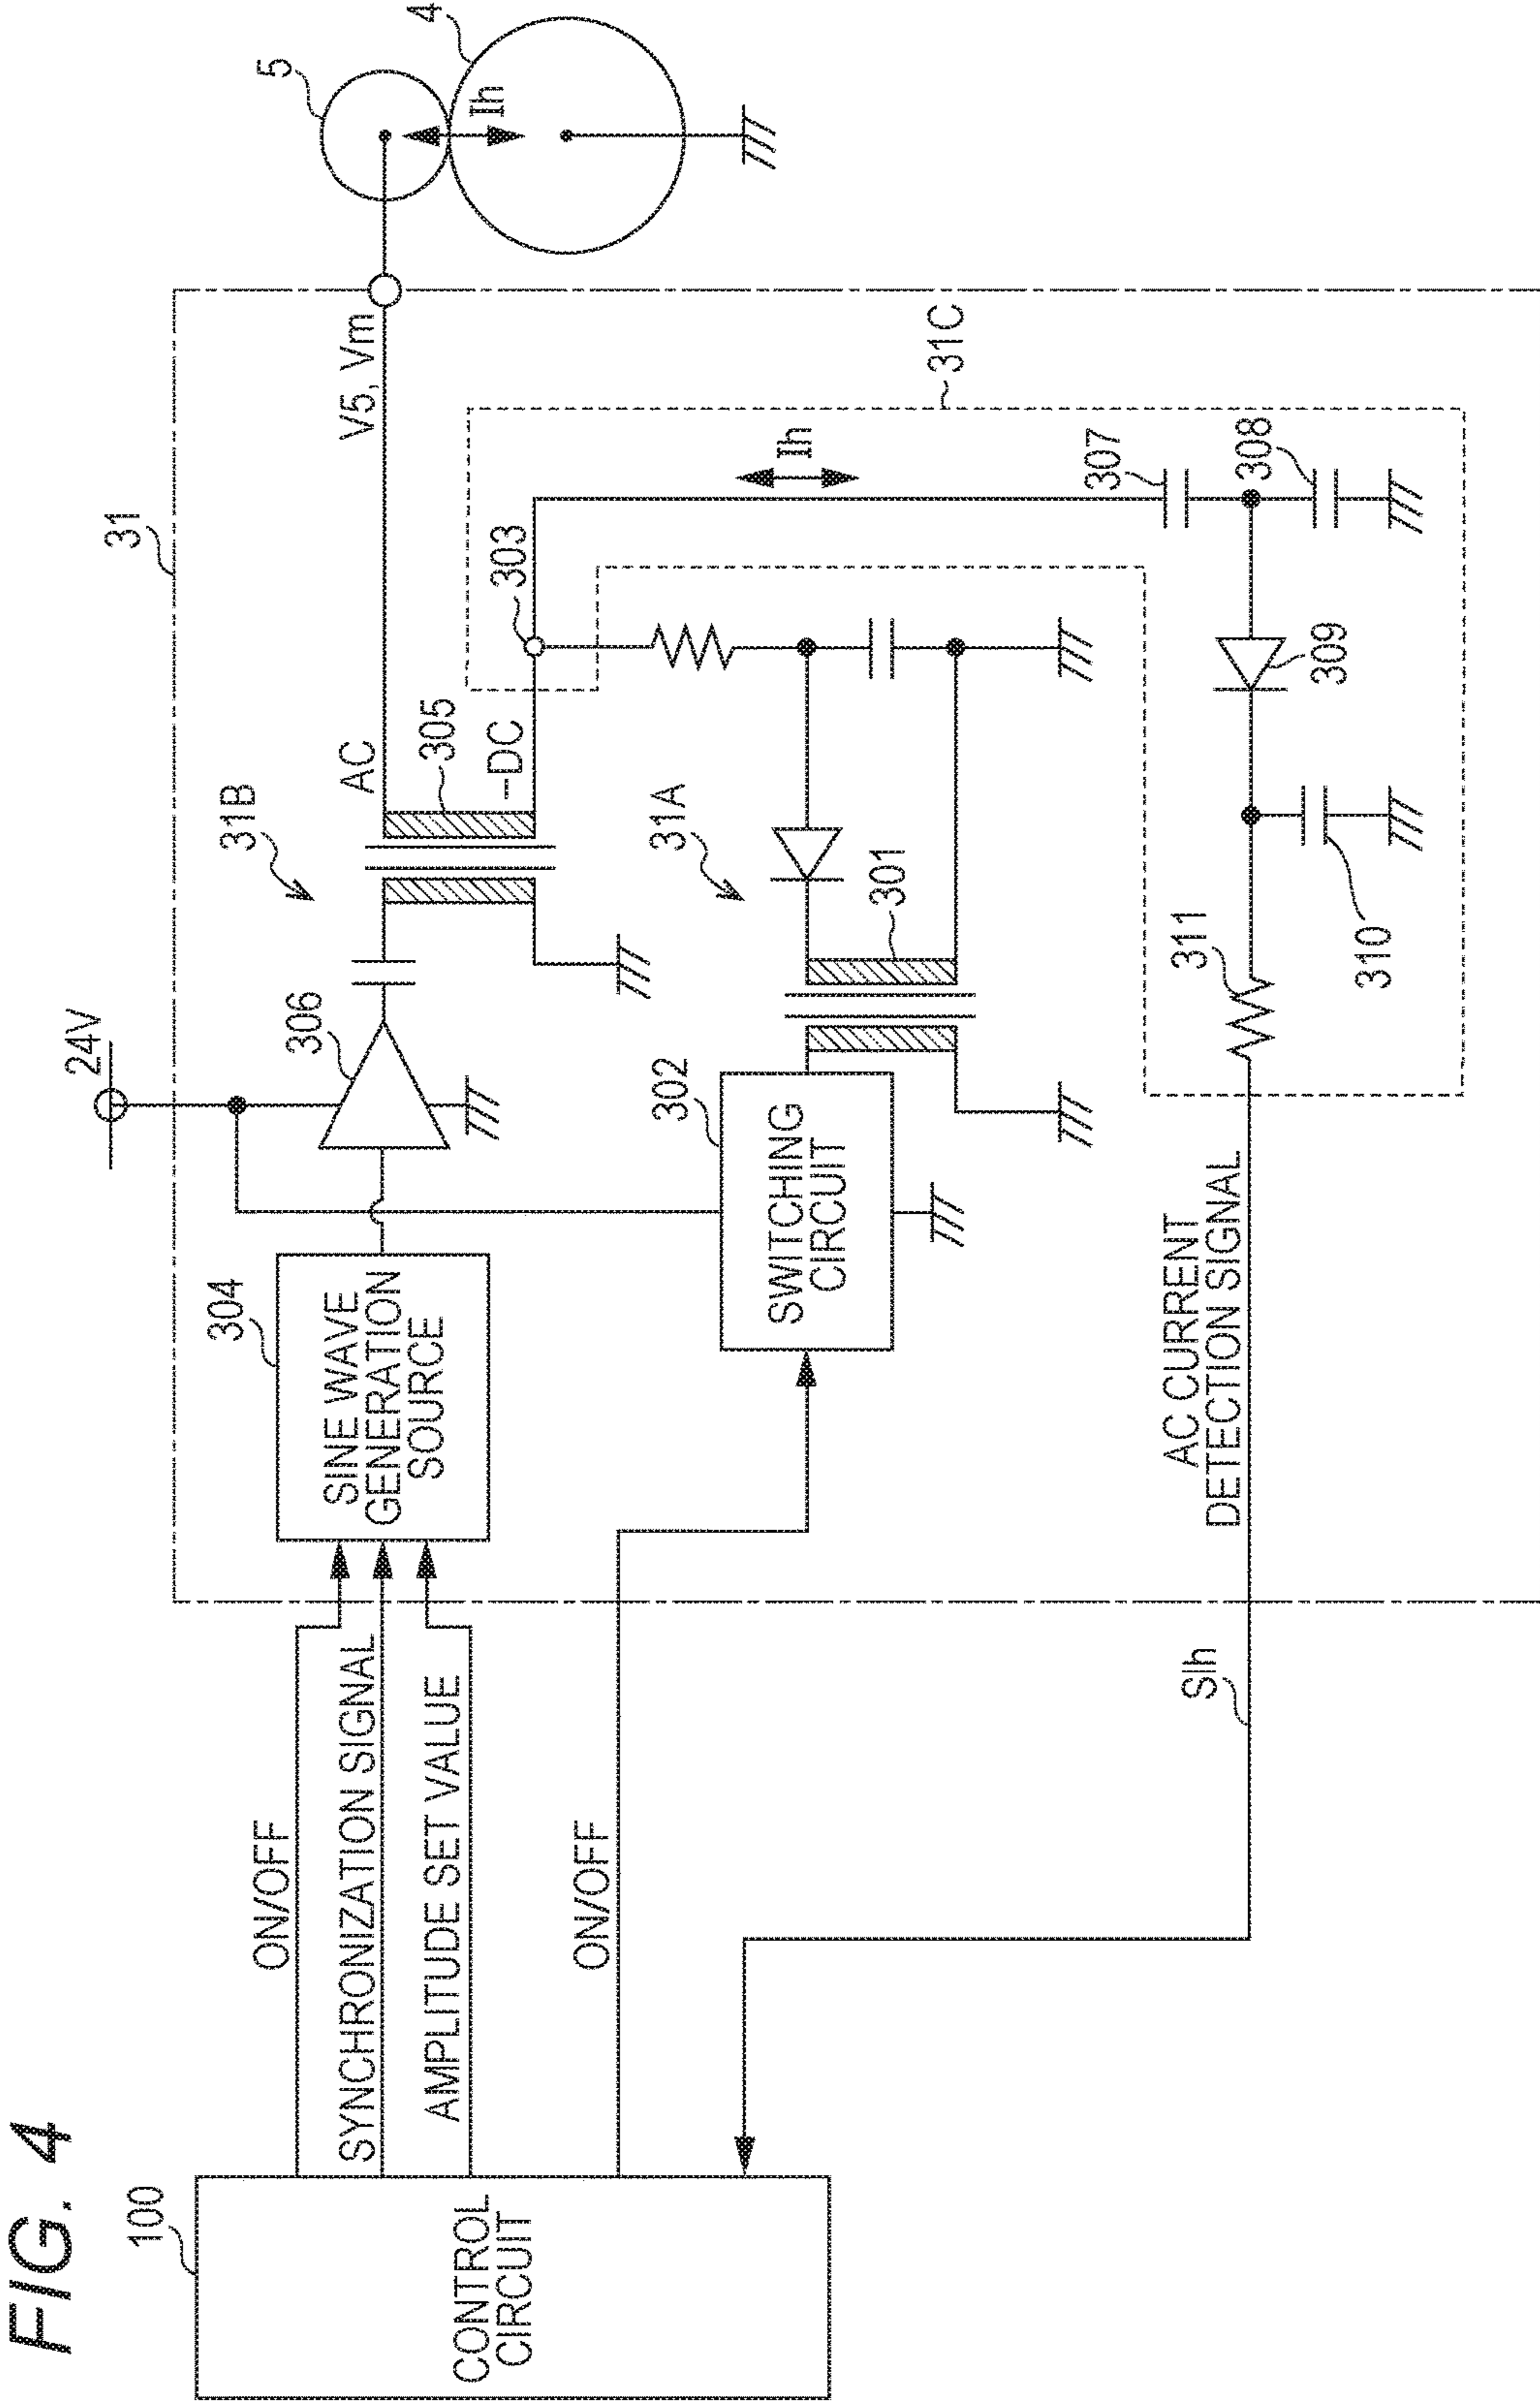 FIG. 4
100
CONTROL
CIRCUIT
ON/OFF
SYNCHRONIZATION SIGNAL
AMPLITUDE SET VALUE
ON/OFF
SIh
31
24V
304
SINE WAVE
GENERATION
SOURCE
306
31B
AC
V5, Vm
305
–DC
303
302
SWITCHING
CIRCUIT
31A
301
31C
Ih
307
308
309
310
311
AC CURRENT
DETECTION SIGNAL
5
4
Ih